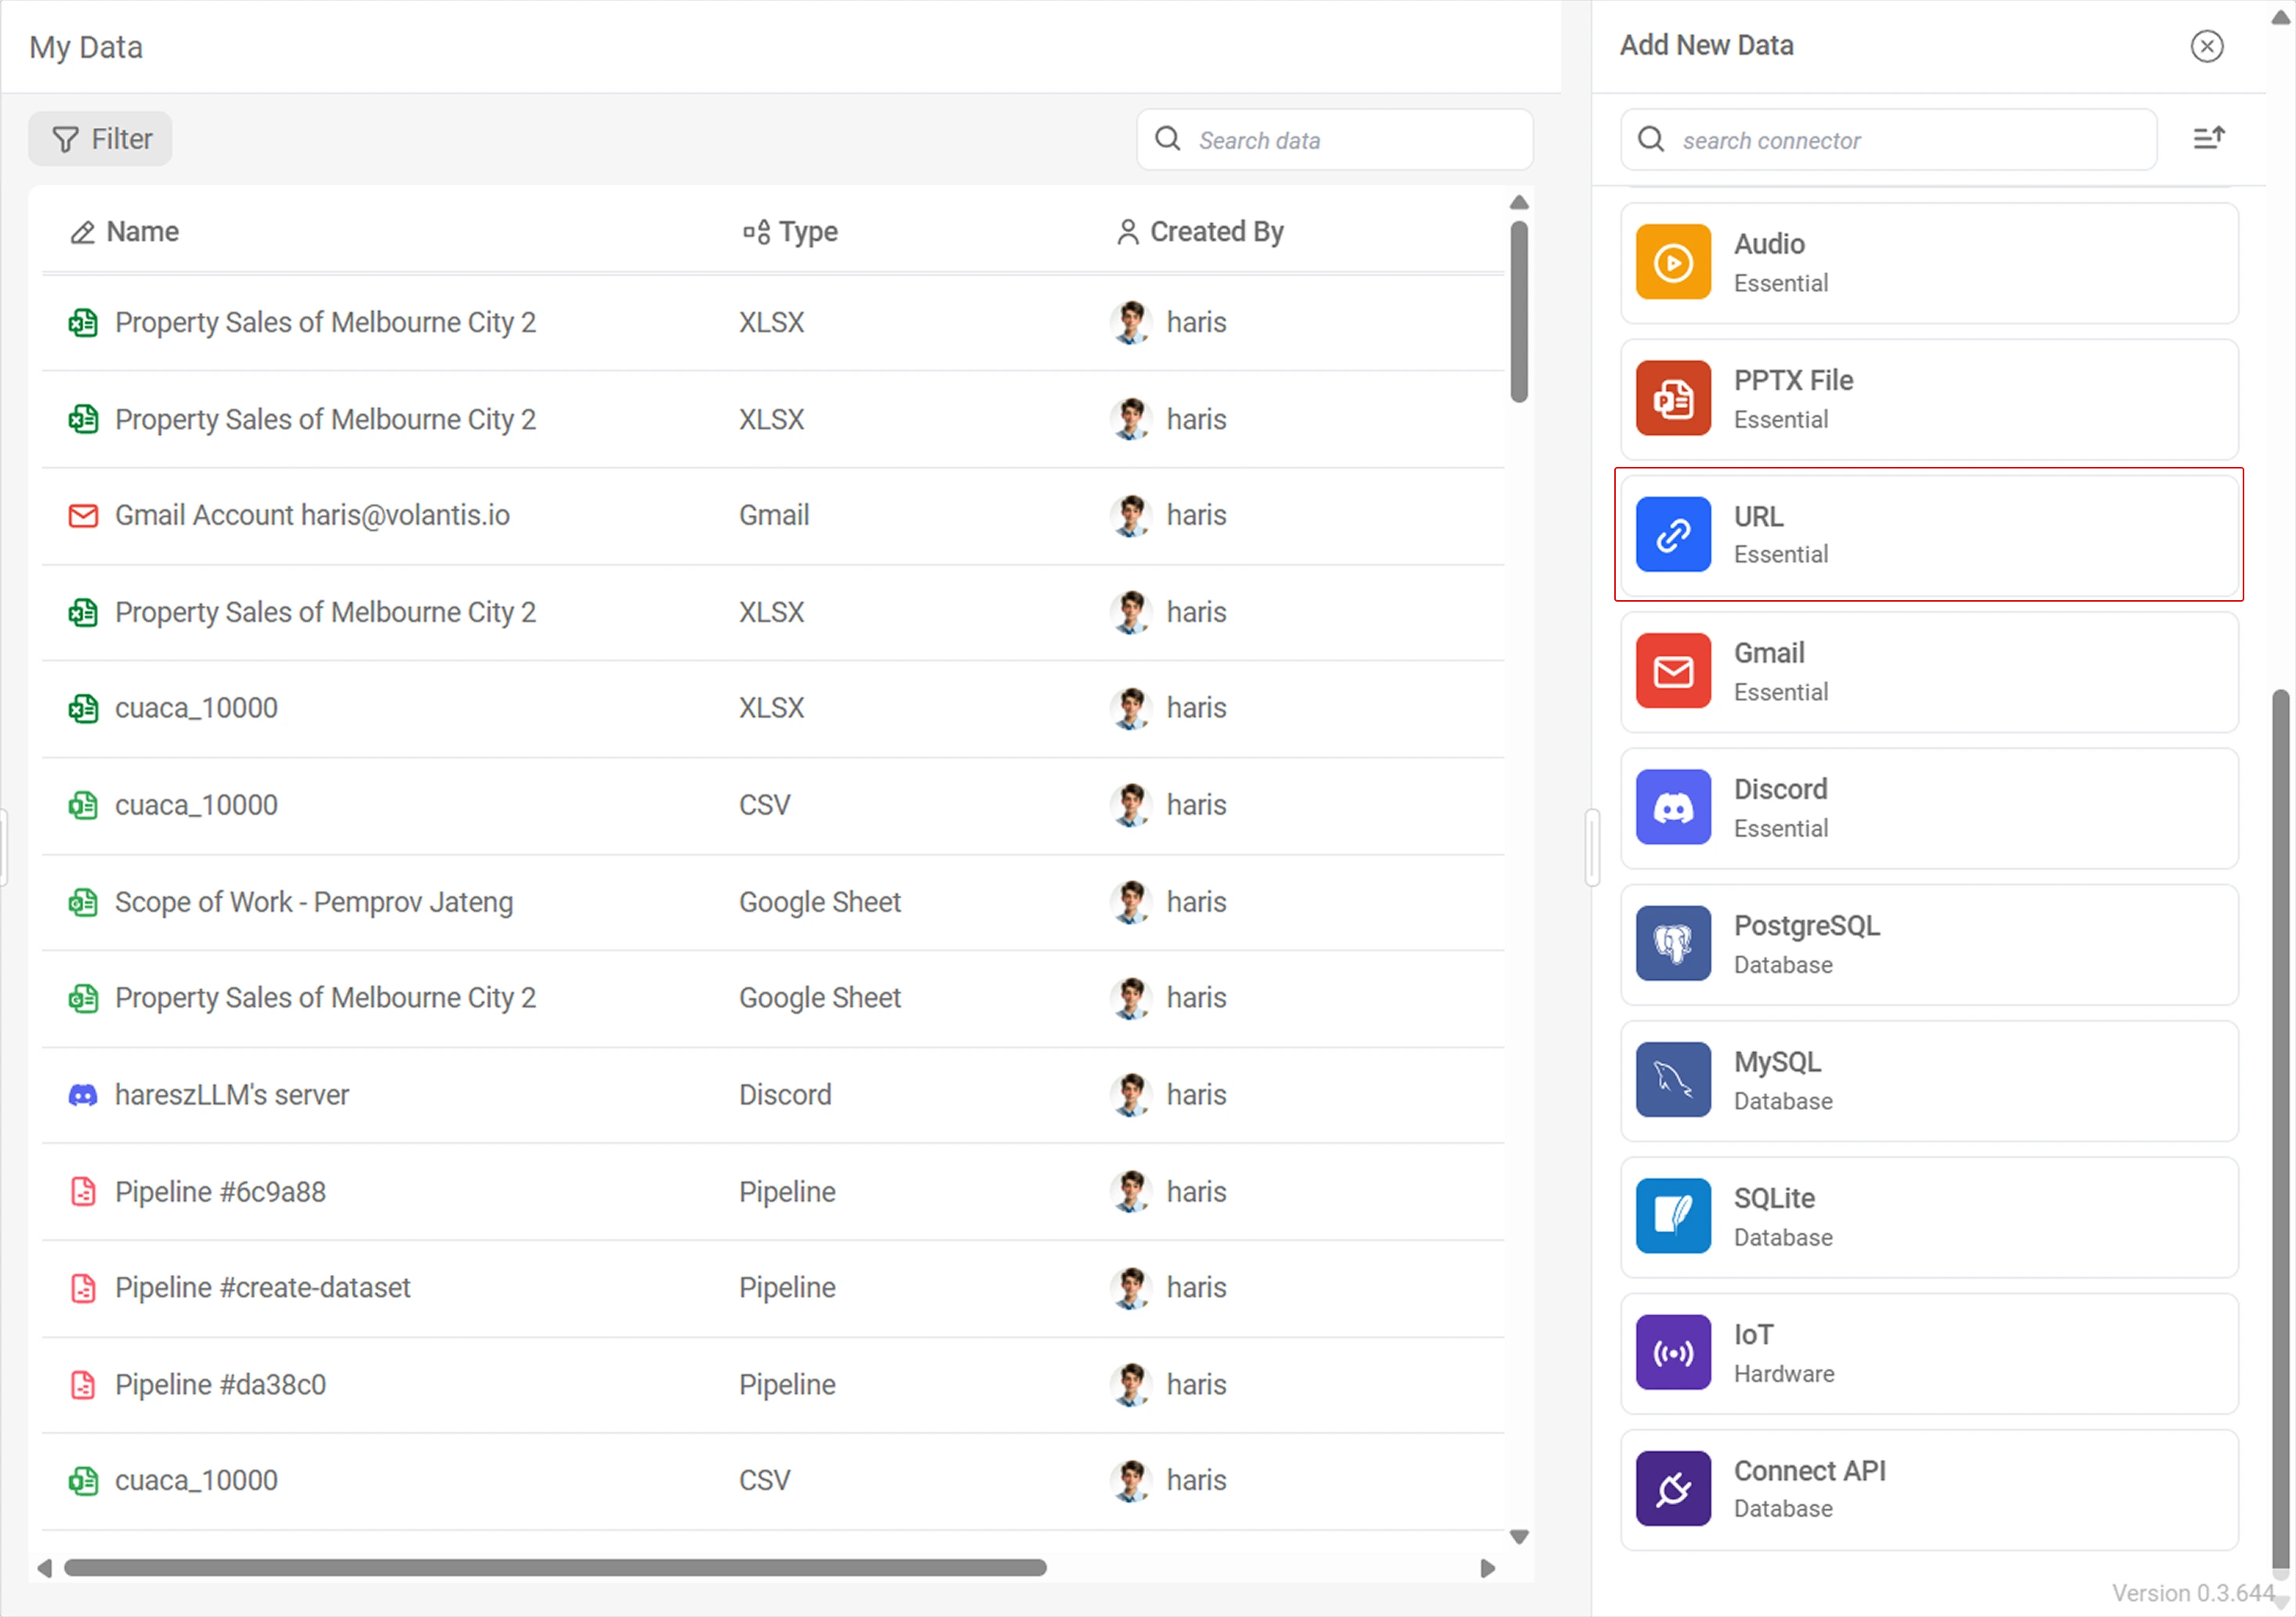 My Data
Filter
Search data
Name Type Created By
Property Sales of Melbourne City 2 XLSX haris
Property Sales of Melbourne City 2 XLSX haris
Gmail Account haris@volantis.io Gmail haris
Property Sales of Melbourne City 2 XLSX haris
cuaca_10000 XLSX haris
cuaca_10000 CSV haris
Scope of Work - Pemprov Jateng Google Sheet haris
Property Sales of Melbourne City 2 Google Sheet haris
hareszLLM's server Discord haris
Pipeline #6c9a88 Pipeline haris
Pipeline #create-dataset Pipeline haris
Pipeline #da38c0 Pipeline haris
cuaca_10000 CSV haris
Add New Data
search connector
Audio
Essential
PPTX File
Essential
URL
Essential
Gmail
Essential
Discord
Essential
PostgreSQL
Database
MySQL
Database
SQLite
Database
IoT
Hardware
Connect API
Database
Version 0.3.644